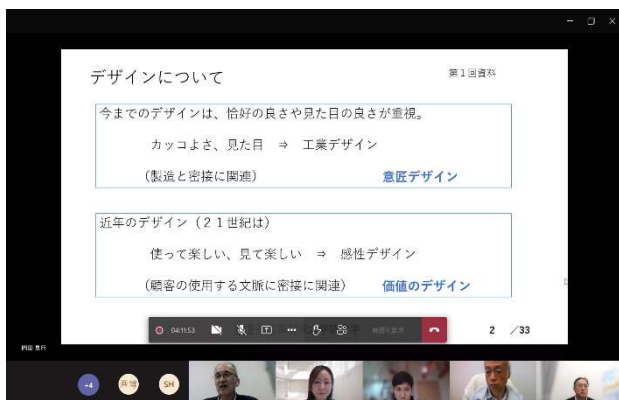 デザインについて
第1回資料
今までのデザインは、恰好の良さや見た目の良さが重視。
カッコよさ、見た目 ⇒ 工業デザイン
(製造と密接に関連)
意匠デザイン
近年のデザイン(21世紀は)
使って楽しい、見て楽しい ⇒ 感性デザイン
(顧客の使用する文脈に密接に関連)
価値のデザイン
04:11:53
2 /33
+4
SH